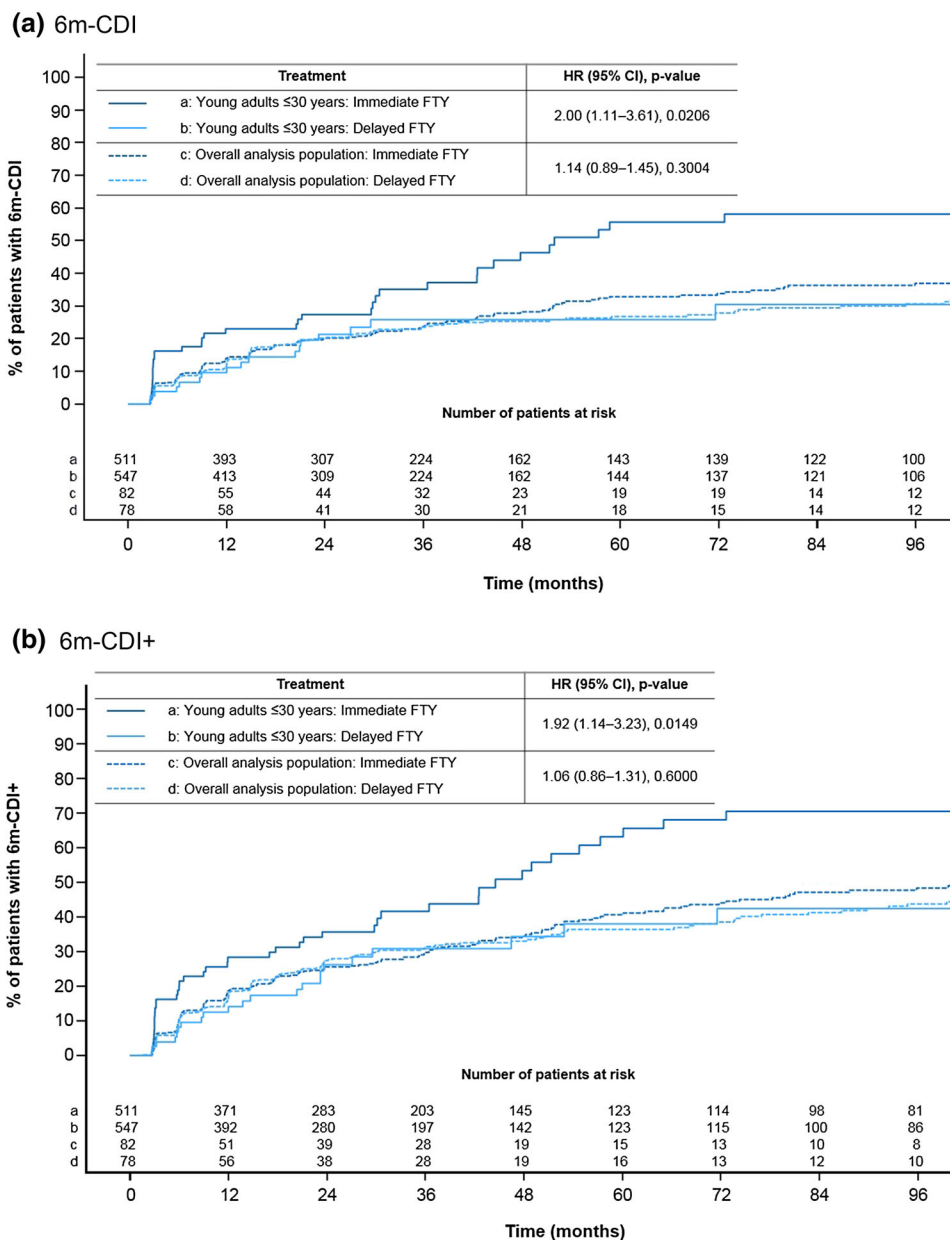 (a) 6m-CDI
Treatment HR (95% CI), p-value
a: Young adults ≤30 years: Immediate FTY
2.00 (1.11–3.61), 0.0206
b: Young adults ≤30 years: Delayed FTY
c: Overall analysis population: Immediate FTY
1.14 (0.89–1.45), 0.3004
d: Overall analysis population: Delayed FTY
% of patients with 6m-CDI
100
90
80
70
60
50
40
30
20
10
0
Number of patients at risk
a 511 393 307 224 162 143 139 122 100
b 547 413 309 224 162 144 137 121 106
c 82 55 44 32 23 19 19 14 12
d 78 58 41 30 21 18 15 14 12
0 12 24 36 48 60 72 84 96
Time (months)
(b) 6m-CDI+
Treatment HR (95% CI), p-value
a: Young adults ≤30 years: Immediate FTY
1.92 (1.14–3.23), 0.0149
b: Young adults ≤30 years: Delayed FTY
c: Overall analysis population: Immediate FTY
1.06 (0.86–1.31), 0.6000
d: Overall analysis population: Delayed FTY
% of patients with 6m-CDI+
100
90
80
70
60
50
40
30
20
10
0
Number of patients at risk
a 511 371 283 203 145 123 114 98 81
b 547 392 280 197 142 123 115 100 86
c 82 51 39 28 19 15 13 10 8
d 78 56 38 28 19 16 13 12 10
0 12 24 36 48 60 72 84 96
Time (months)